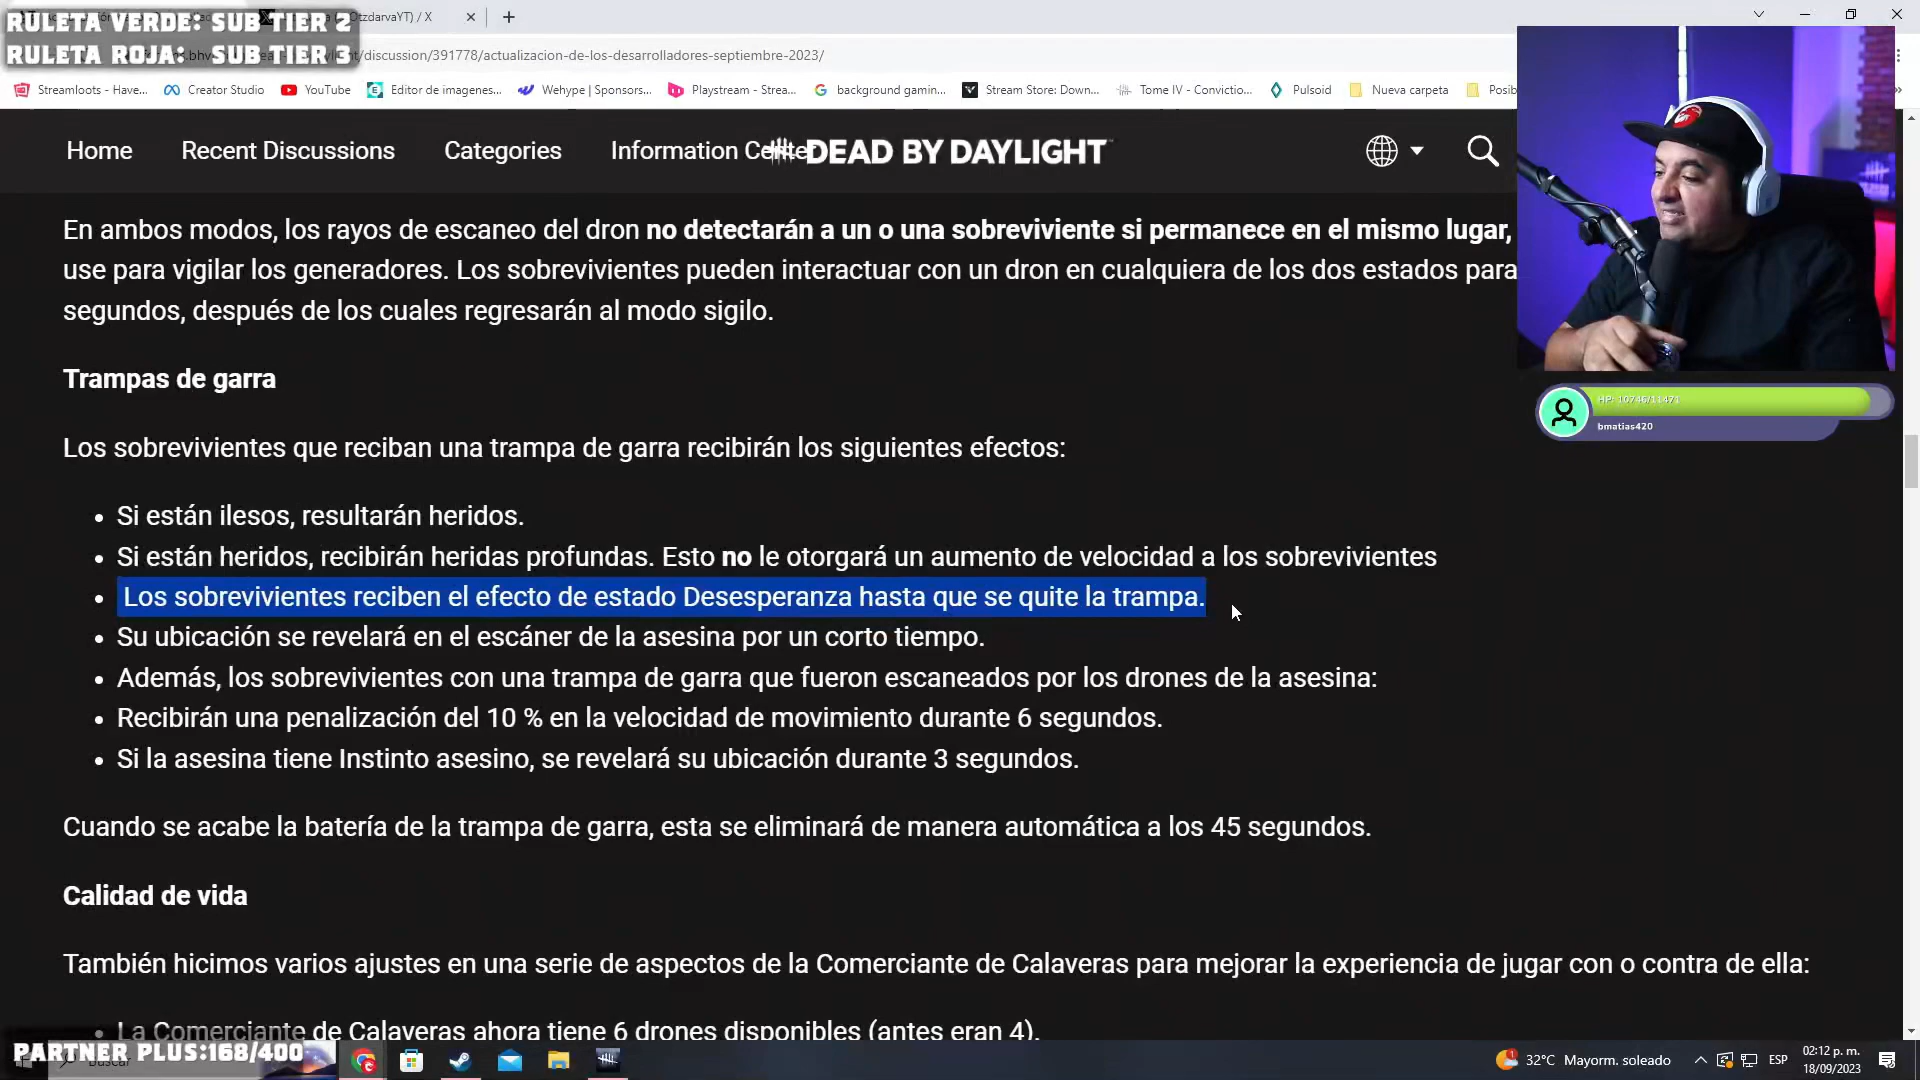 RULETA VERDE: SUB TIER 2
OtzdarvaYT) / X
RULETA ROJA: SUB TIER 3
/discussion/391778/actualizacion-de-los-desarrolladores-septiembre-2023/
Streamloots - Have...
Creator Studio
YouTube
Editor de imagenes...
Wehype | Sponsors...
Playstream - Strea...
background gamin...
Stream Store: Down...
Tome IV - Convictio...
Pulsoid
Nueva carpeta
Posib
Home
Recent Discussions
Categories
Information Center
DEAD BY DAYLIGHT
En ambos modos, los rayos de escaneo del dron no detectarán a un o una sobreviviente si permanece en el mismo lugar,
use para vigilar los generadores. Los sobrevivientes pueden interactuar con un dron en cualquiera de los dos estados para
segundos, después de los cuales regresarán al modo sigilo.
Trampas de garra
HP: 10746/11471
bmatias420
Los sobrevivientes que reciban una trampa de garra recibirán los siguientes efectos:
• Si están ilesos, resultarán heridos.
• Si están heridos, recibirán heridas profundas. Esto no le otorgará un aumento de velocidad a los sobrevivientes
• Los sobrevivientes reciben el efecto de estado Desesperanza hasta que se quite la trampa.
• Su ubicación se revelará en el escáner de la asesina por un corto tiempo.
• Además, los sobrevivientes con una trampa de garra que fueron escaneados por los drones de la asesina:
• Recibirán una penalización del 10 % en la velocidad de movimiento durante 6 segundos.
• Si la asesina tiene Instinto asesino, se revelará su ubicación durante 3 segundos.
Cuando se acabe la batería de la trampa de garra, esta se eliminará de manera automática a los 45 segundos.
Calidad de vida
También hicimos varios ajustes en una serie de aspectos de la Comerciante de Calaveras para mejorar la experiencia de jugar con o contra de ella:
• La Comerciante de Calaveras ahora tiene 6 drones disponibles (antes eran 4).
PARTNER PLUS:168/400
Buscar
32°C Mayorm. soleado
ESP
02:12 p. m.
18/09/2023